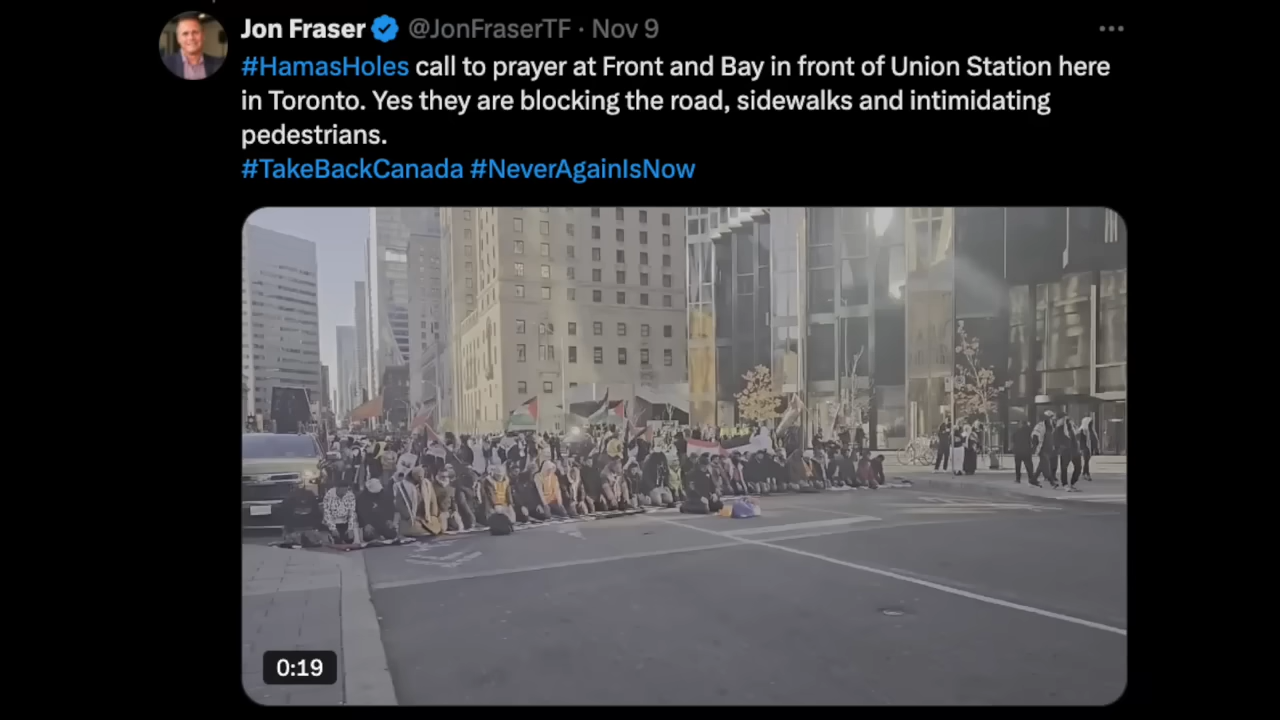 Jon Fraser @JonFraserTF · Nov 9
#HamasHoles call to prayer at Front and Bay in front of Union Station here
in Toronto. Yes they are blocking the road, sidewalks and intimidating
pedestrians.
#TakeBackCanada #NeverAgainIsNow
0:19